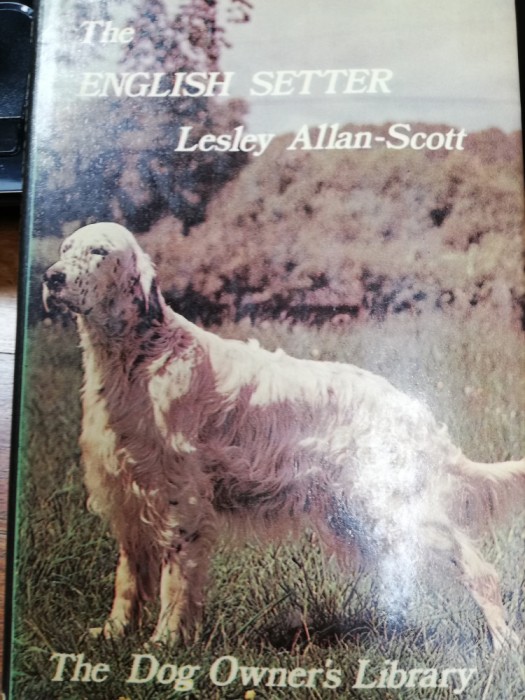 The
ENGLISH SETTER
Lesley Allan-Scott
The Dog Owner's Library